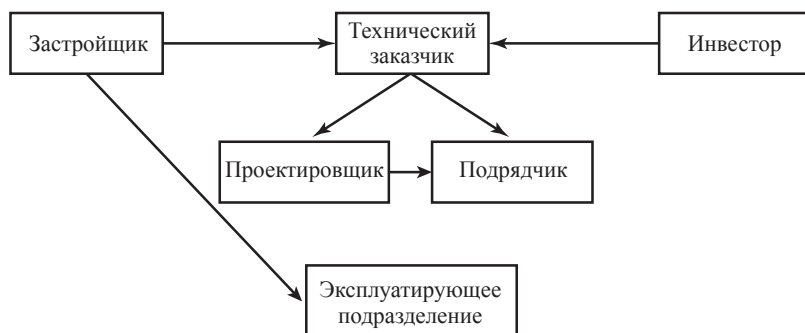 Застройщик
Технический
заказчик
Инвестор
Проектировщик
Подрядчик
Эксплуатирующее
подразделение